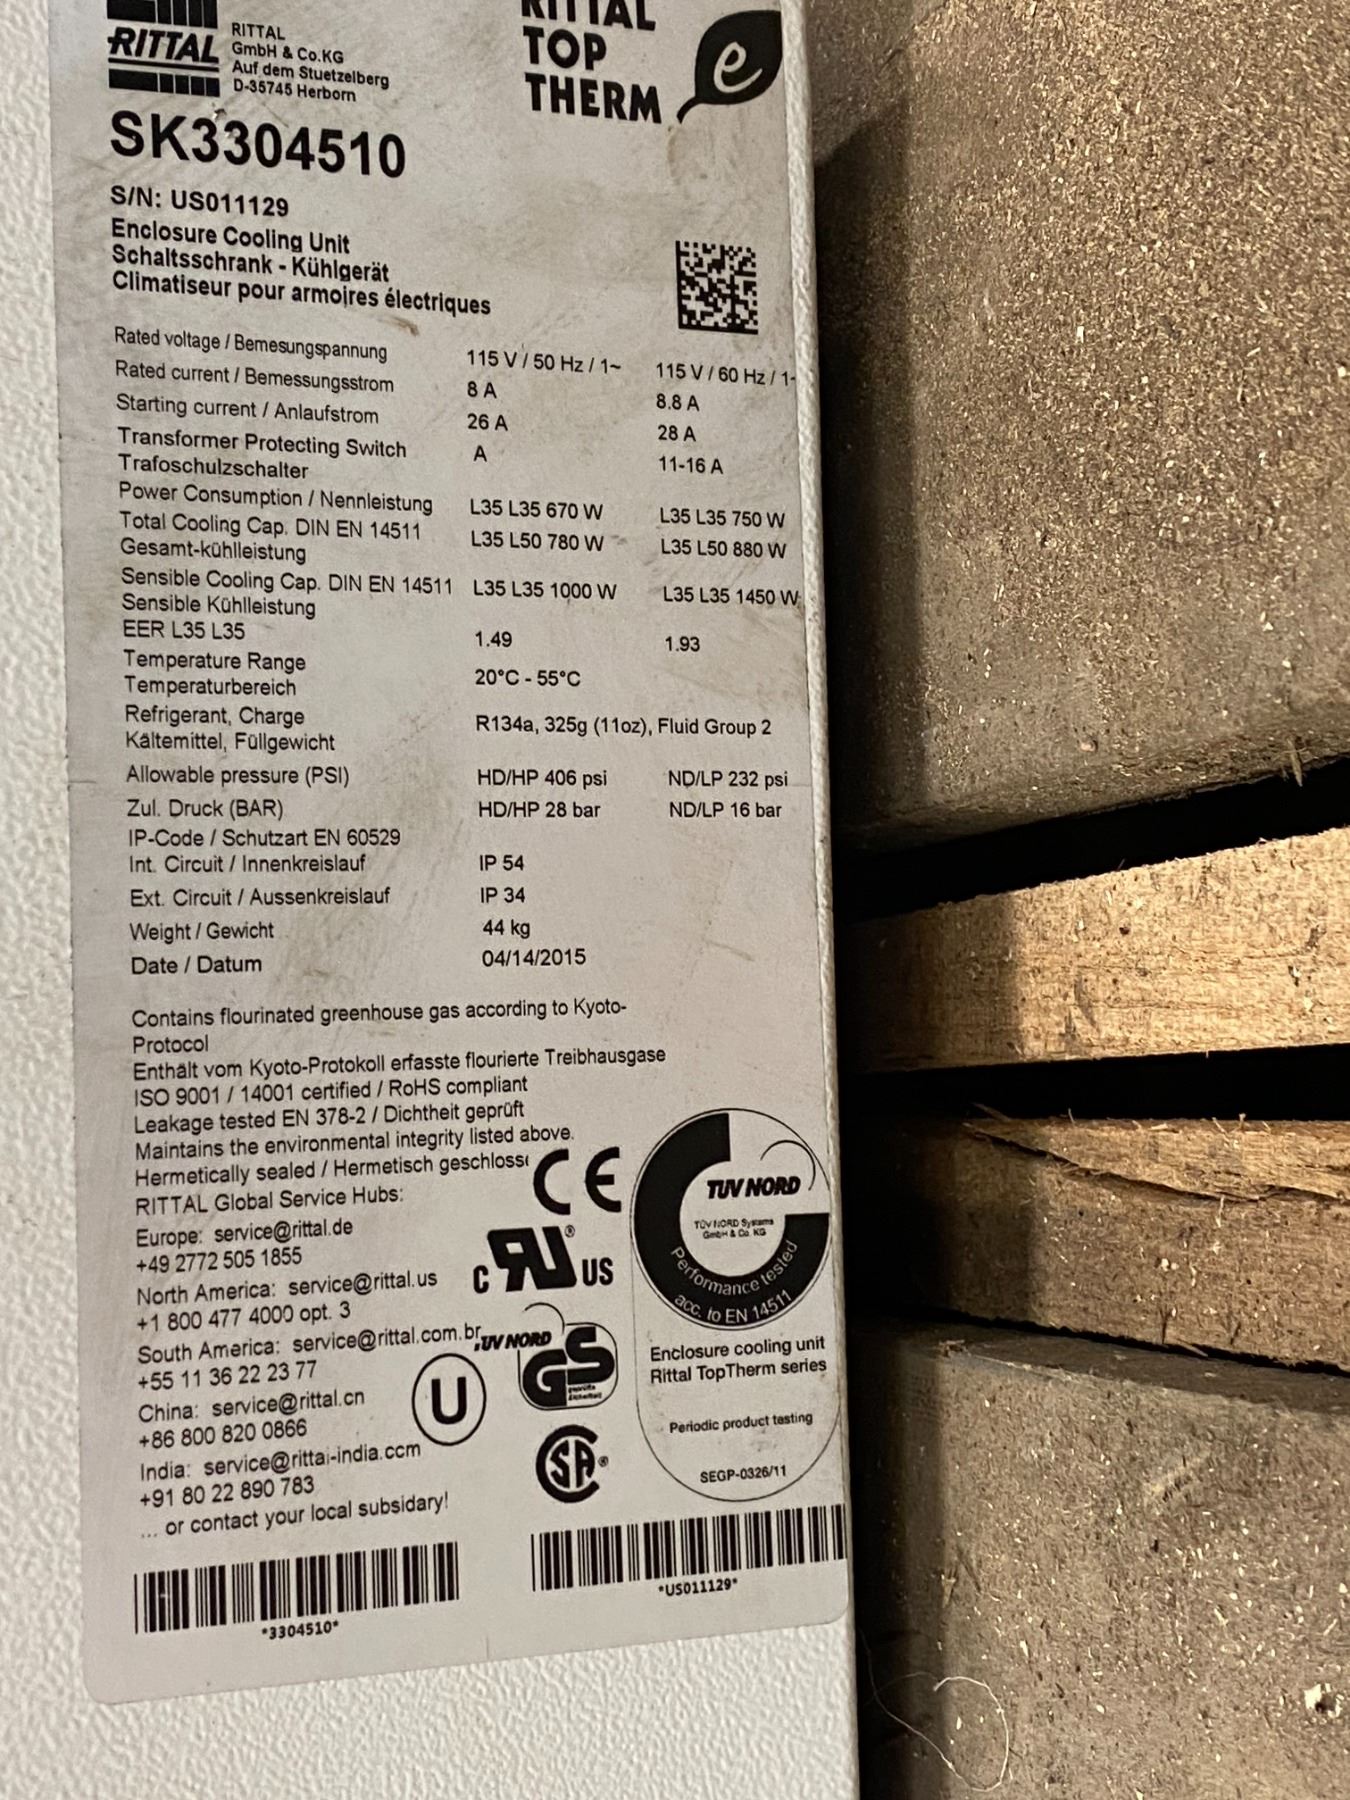 RITTAL
RITTAL
GmbH & Co.KG
Auf dem Stuetzelberg
D-35745 Herborn
RITTAL
TOP
THERM
e
SK3304510
S/N: US011129
Enclosure Cooling Unit
Schaltsschrank - Kühlgerät
Climatiseur pour armoires électriques
Rated voltage / Bemesungspannung 115 V / 50 Hz / 1~ 115 V / 60 Hz / 1~
Rated current / Bemessungsstrom 8 A 8.8 A
Starting current / Anlaufstrom 26 A 28 A
Transformer Protecting Switch A 11-16 A
Trafoschulzschalter
Power Consumption / Nennleistung L35 L35 670 W L35 L35 750 W
Total Cooling Cap. DIN EN 14511 L35 L50 780 W L35 L50 880 W
Gesamt-kühlleistung
Sensible Cooling Cap. DIN EN 14511 L35 L35 1000 W L35 L35 1450 W
Sensible Kühlleistung
EER L35 L35 1.49 1.93
Temperature Range 20°C - 55°C
Temperaturbereich
Refrigerant, Charge R134a, 325g (11oz), Fluid Group 2
Kältemittel, Füllgewicht
Allowable pressure (PSI) HD/HP 406 psi ND/LP 232 psi
Zul. Druck (BAR) HD/HP 28 bar ND/LP 16 bar
IP-Code / Schutzart EN 60529
Int. Circuit / Innenkreislauf IP 54
Ext. Circuit / Aussenkreislauf IP 34
Weight / Gewicht 44 kg
Date / Datum 04/14/2015
Contains flourinated greenhouse gas according to Kyoto-
Protocol
Enthält vom Kyoto-Protokoll erfasste flourierte Treibhausgase
ISO 9001 / 14001 certified / RoHS compliant
Leakage tested EN 378-2 / Dichtheit geprüft
Maintains the environmental integrity listed above.
Hermetically sealed / Hermetisch geschlosse
RITTAL Global Service Hubs:
Europe: service@rittal.de
+49 2772 505 1855
North America: service@rittal.us
+1 800 477 4000 opt. 3
South America: service@rittal.com.br
+55 11 36 22 23 77
China: service@rittal.cn
+86 800 820 0866
India: service@rittal-india.com
+91 80 22 890 783
... or contact your local subsidary!
CE
C RU ® US
TUV NORD
GS
geprüfte
Sicherheit
U
SA ®
TUV NORD
TÜV NORD Systems
GmbH & Co. KG
Performance tested
acc. to EN 14511
Enclosure cooling unit
Rittal TopTherm series
Periodic product testing
SEGP-0326/11
*3304510*
*US011129*